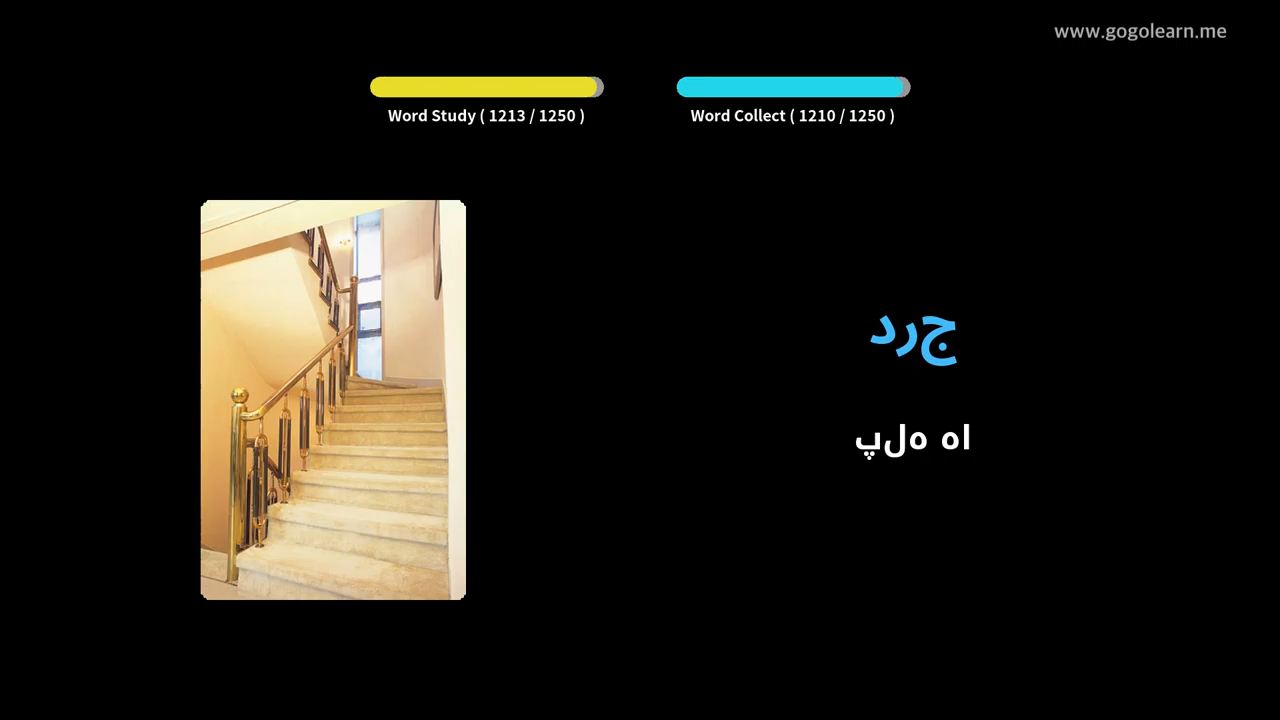 www.gogolearn.me
Word Study ( 1213 / 1250 )
Word Collect ( 1210 / 1250 )
درج
پله ها